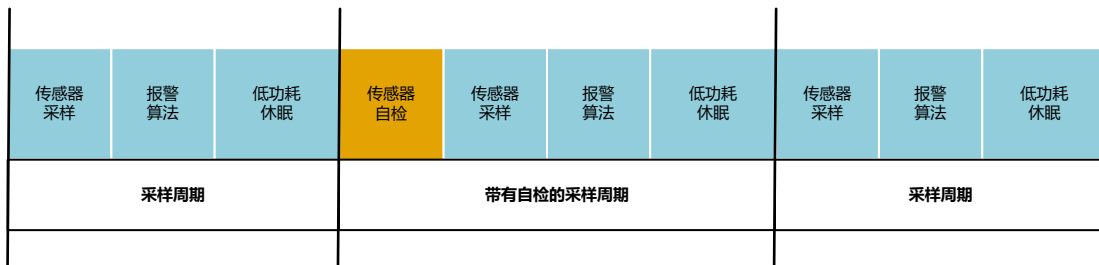 传感器
采样
报警
算法
低功耗
休眠
传感器
自检
传感器
采样
报警
算法
低功耗
休眠
传感器
采样
报警
算法
低功耗
休眠
采样周期
带有自检的采样周期
采样周期